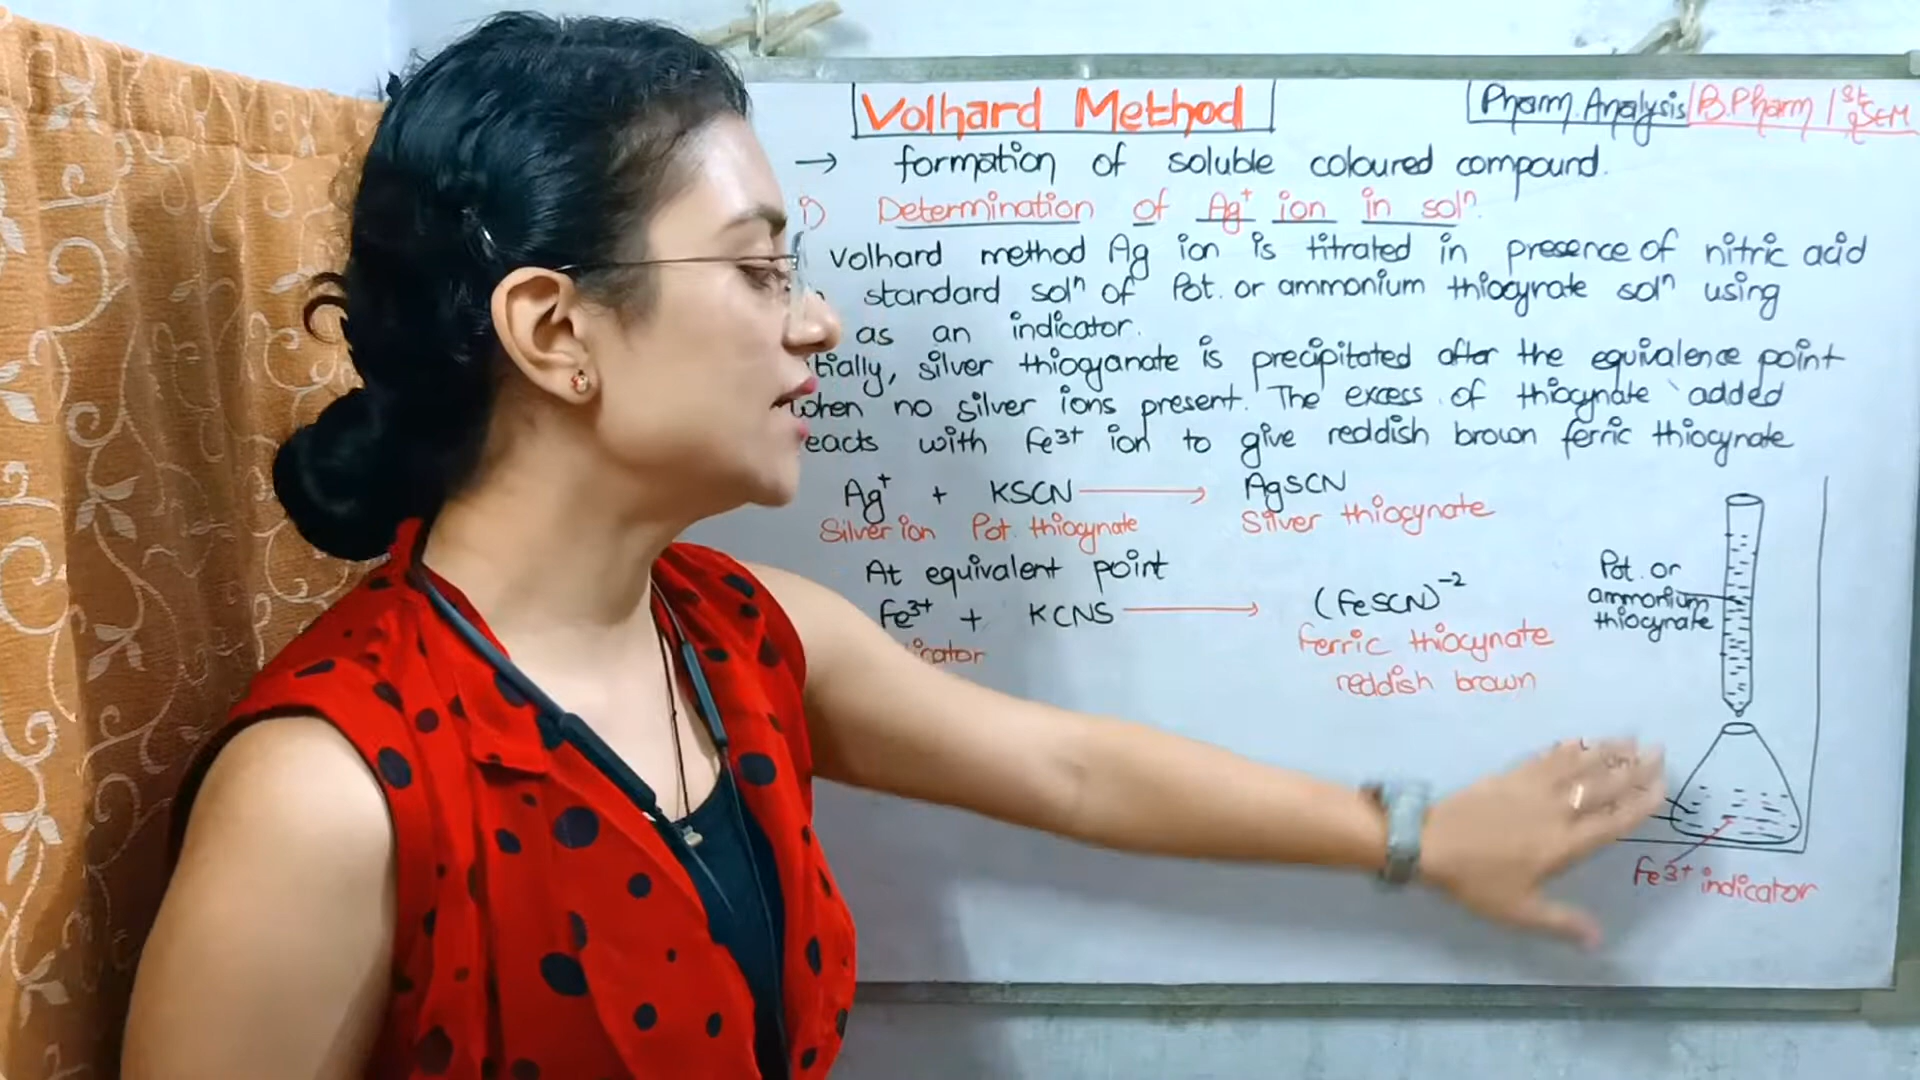 Volhard Method
Pharm. Analysis B.Pharm 1st SEM
→ formation of soluble coloured compound.
i) Determination of Ag+ ion in solⁿ.
Volhard method Ag ion is titrated in presence of nitric acid
standard solⁿ of Pot. or ammonium thiocynate solⁿ using
as an indicator.
tially, silver thiocyanate is precipitated after the equivalence point
when no silver ions present. The excess of thiocynate added
eacts with Fe3+ ion to give reddish brown ferric thiocynate
Ag+ + KSCN → AgSCN
Silver ion Pot. thiocynate Silver thiocynate
At equivalent point
Fe3+ + KCNS → (FeSCN)⁻²
icator ferric thiocynate
reddish brown
Pot. or
ammonium
thiocynate
Fe3+ indicator